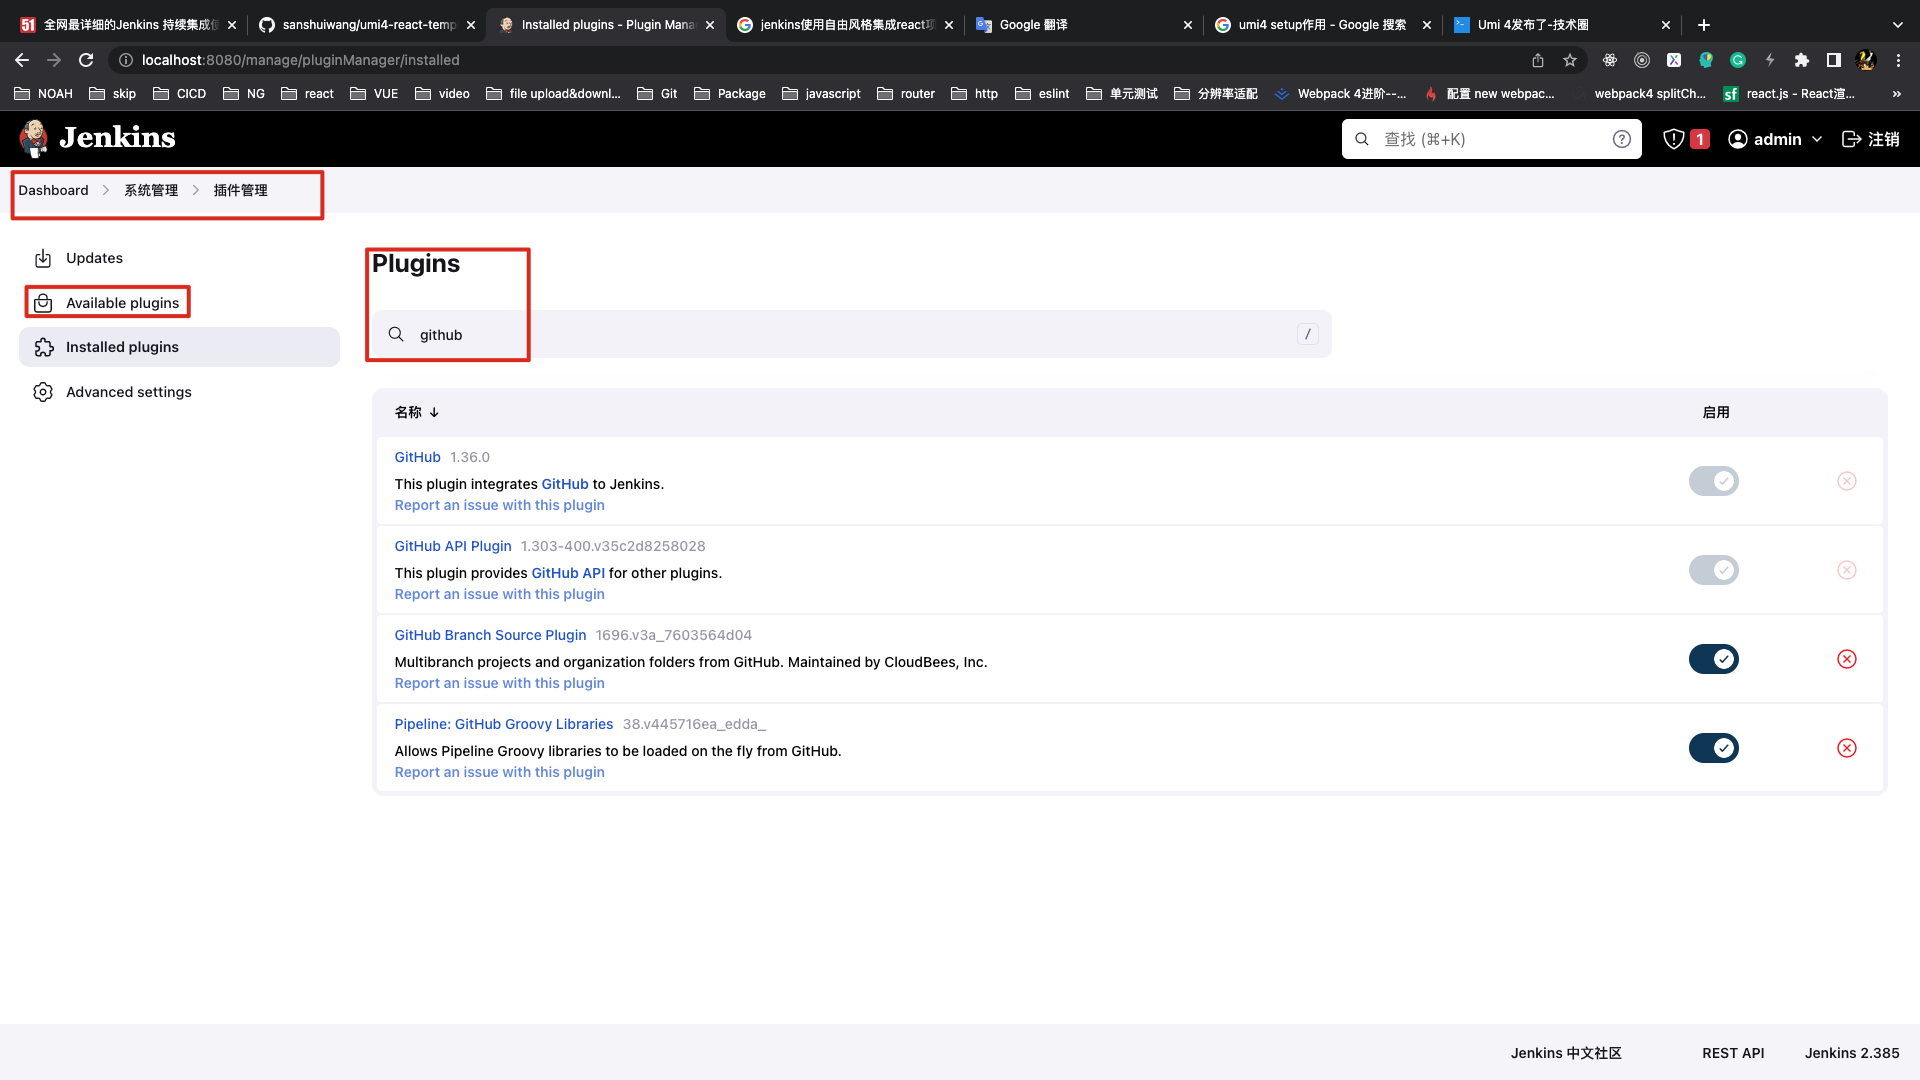 全网最详细的Jenkins 持续集成
sanshuiwang/umi4-react-temp
Installed plugins - Plugin Mana
jenkins使用自由风格集成react项
Google 翻译
umi4 setup作用 - Google 搜索
Umi 4发布了-技术圈
localhost:8080/manage/pluginManager/installed
NOAH skip CICD NG react VUE video file upload&downl... Git Package javascript router http eslint 单元测试 分辨率适配 Webpack 4进阶--... 配置 new webpac... webpack4 splitCh... react.js - React渲... »
Jenkins
查找 (⌘+K)
1
admin
注销
Dashboard 系统管理 插件管理
Updates
Available plugins
Installed plugins
Advanced settings
Plugins
github
/
名称 ↓ 启用
GitHub 1.36.0
This plugin integrates GitHub to Jenkins.
Report an issue with this plugin
GitHub API Plugin 1.303-400.v35c2d8258028
This plugin provides GitHub API for other plugins.
Report an issue with this plugin
GitHub Branch Source Plugin 1696.v3a_7603564d04
Multibranch projects and organization folders from GitHub. Maintained by CloudBees, Inc.
Report an issue with this plugin
Pipeline: GitHub Groovy Libraries 38.v445716ea_edda_
Allows Pipeline Groovy libraries to be loaded on the fly from GitHub.
Report an issue with this plugin
Jenkins 中文社区 REST API Jenkins 2.385